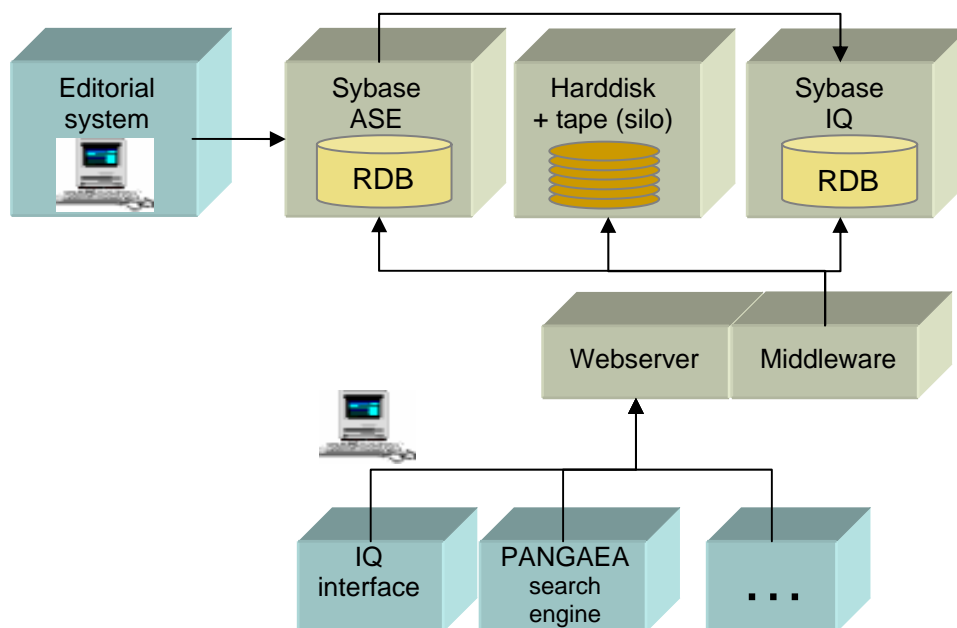 Editorial
system
Sybase
ASE
RDB
Harddisk
+ tape (silo)
Sybase
IQ
RDB
Webserver
Middleware
IQ
interface
PANGAEA
search
engine
...